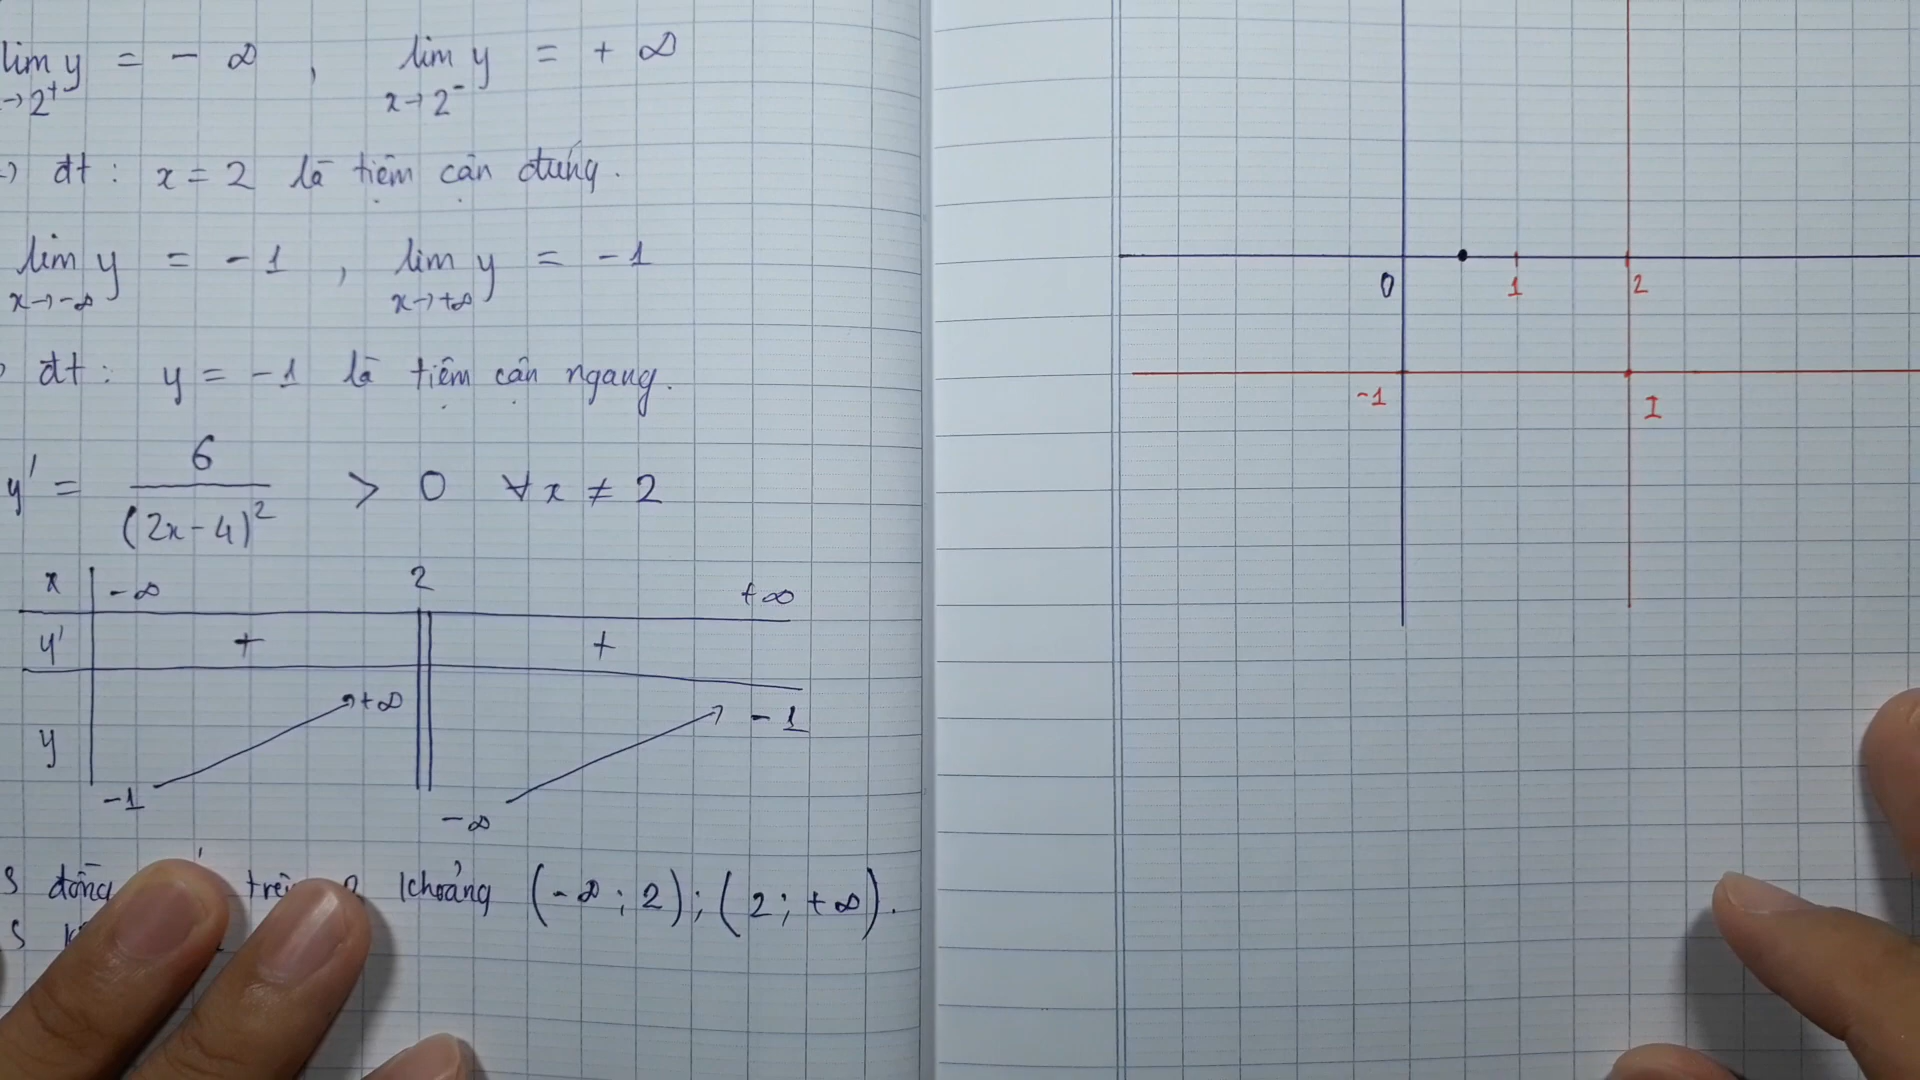 lim y = - ∞ , lim y = + ∞
→2⁺ x→2⁻
→ đt : x = 2 là tiệm cận đứng.
lim y = -1 , lim y = -1
x→-∞ x→+∞
đt : y = -1 là tiệm cận ngang.
y' = 6/(2x-4)² > 0 ∀x ≠ 2
x -∞ 2 +∞
y' + +
+∞ -1
y
-1 -∞
S đồng khoảng (-∞; 2); (2; +∞).
S
0 1 2
-1 I